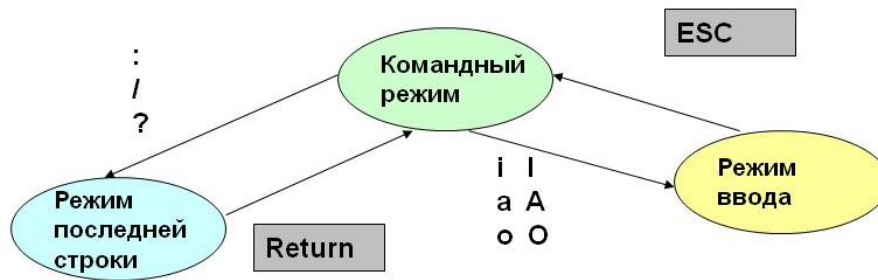 ESC
:
/
?
Командный
режим
i I
a A
o O
Режим
ввода
Режим
последней
строки
Return